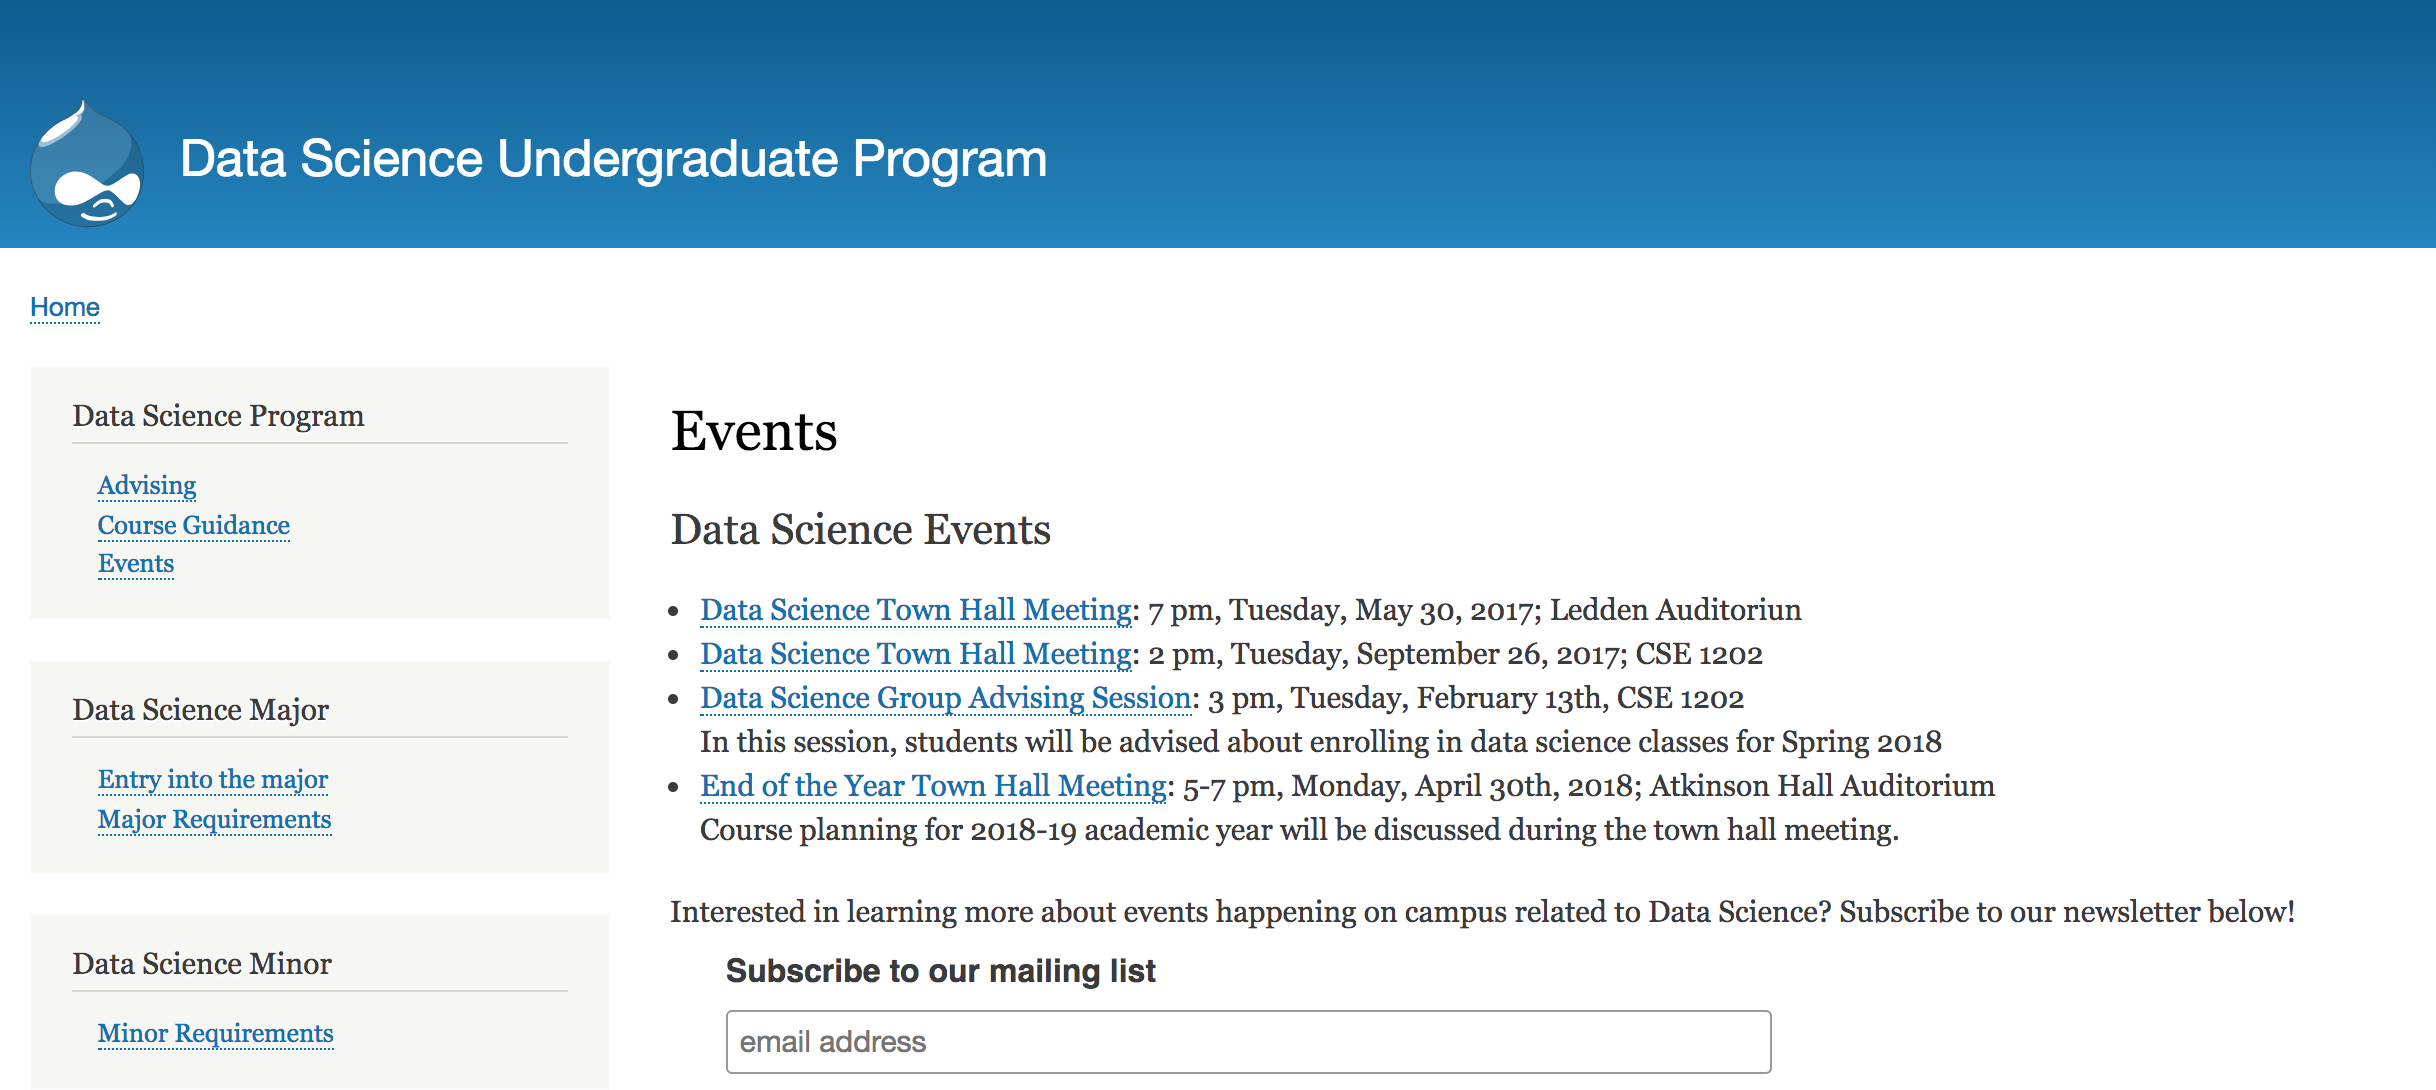 Data Science Undergraduate Program
Home
Data Science Program
Advising
Course Guidance
Events
Data Science Major
Entry into the major
Major Requirements
Data Science Minor
Minor Requirements
Events
Data Science Events
Data Science Town Hall Meeting: 7 pm, Tuesday, May 30, 2017; Ledden Auditoriun
Data Science Town Hall Meeting: 2 pm, Tuesday, September 26, 2017; CSE 1202
Data Science Group Advising Session: 3 pm, Tuesday, February 13th, CSE 1202
In this session, students will be advised about enrolling in data science classes for Spring 2018
End of the Year Town Hall Meeting: 5-7 pm, Monday, April 30th, 2018; Atkinson Hall Auditorium
Course planning for 2018-19 academic year will be discussed during the town hall meeting.
Interested in learning more about events happening on campus related to Data Science? Subscribe to our newsletter below!
Subscribe to our mailing list
email address